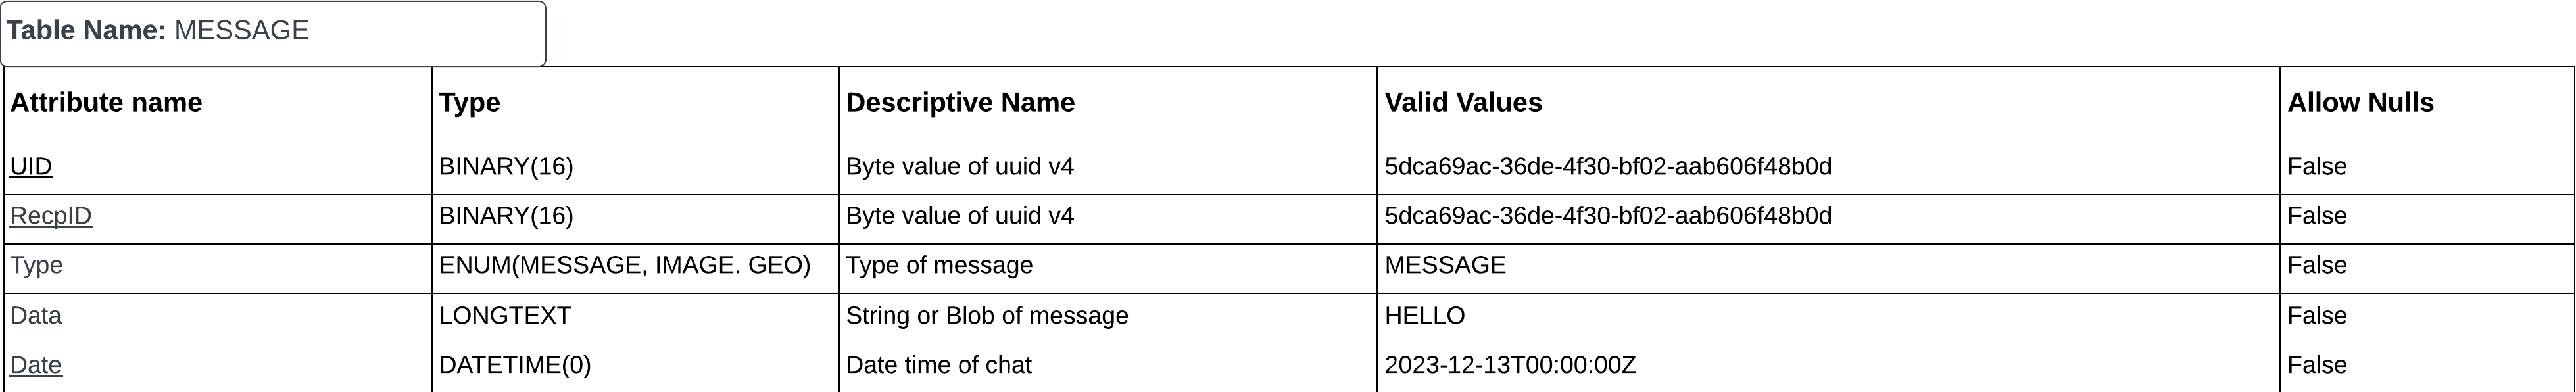 Table Name: MESSAGE
Attribute name Type Descriptive Name Valid Values Allow Nulls
UID BINARY(16) Byte value of uuid v4 5dca69ac-36de-4f30-bf02-aab606f48b0d False
RecpID BINARY(16) Byte value of uuid v4 5dca69ac-36de-4f30-bf02-aab606f48b0d False
Type ENUM(MESSAGE, IMAGE. GEO) Type of message MESSAGE False
Data LONGTEXT String or Blob of message HELLO False
Date DATETIME(0) Date time of chat 2023-12-13T00:00:00Z False